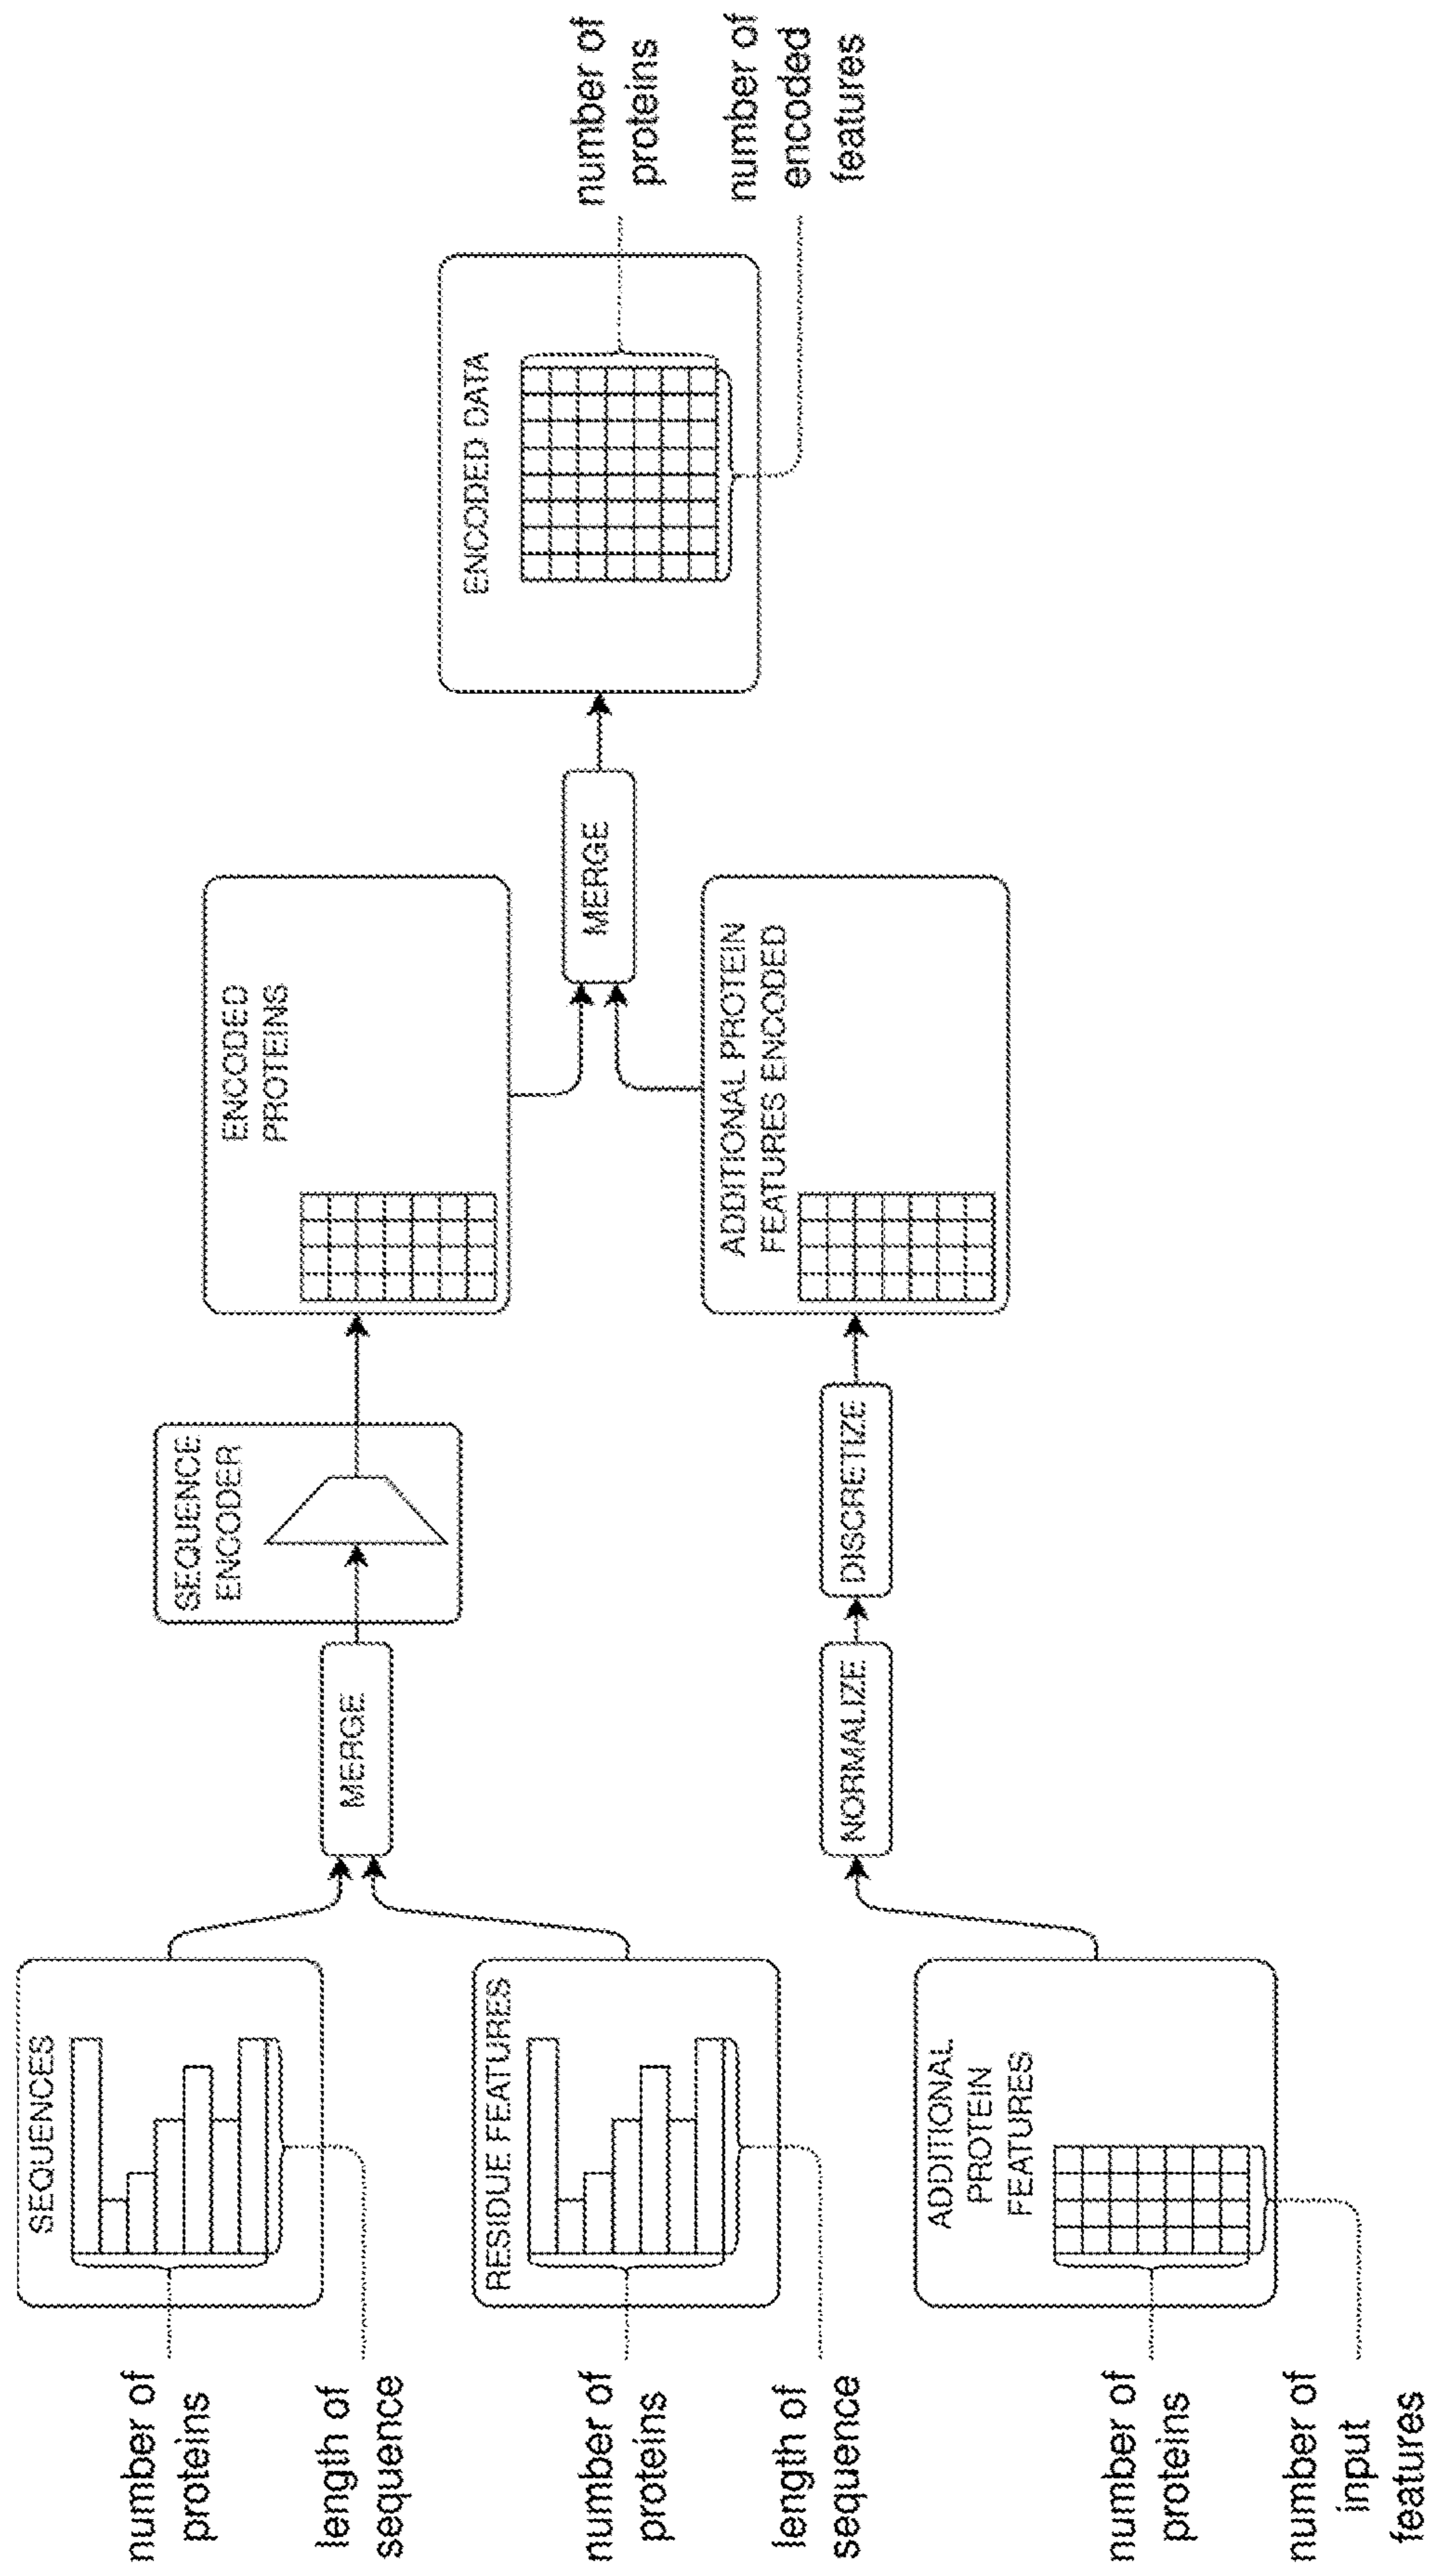 number of
proteins
length of
sequence
SEQUENCES
number of
proteins
length of
sequence
RESIDUE FEATURES
number of
proteins
number of
input
features
ADDITIONAL
PROTEIN
FEATURES
MERGE
NORMALIZE
SEQUENCE
ENCODER
DISCRETIZE
ENCODED
PROTEINS
ADDITIONAL PROTEIN
FEATURES ENCODED
MERGE
ENCODED DATA
number of
proteins
number of
encoded
features